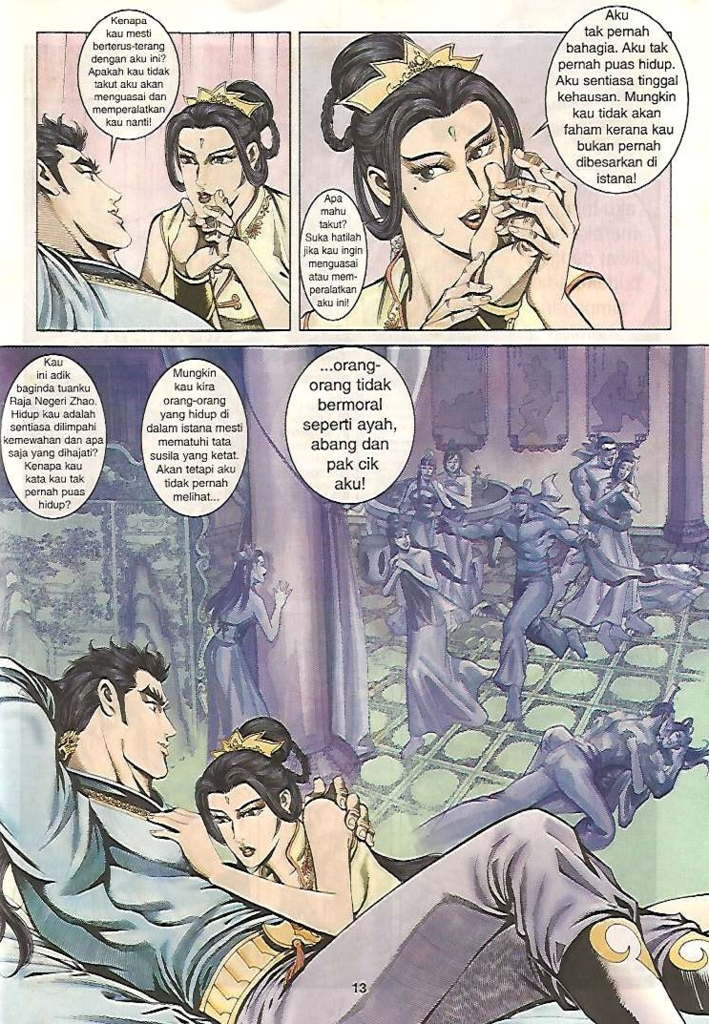 Kenapa
kau mesti
berterus-terang
dengan aku ini?
Apakah kau tidak
takut aku akan
menguasai dan
memperalatkan
kau nanti!
Aku
tak pernah
bahagia. Aku tak
pernah puas hidup.
Aku sentiasa tinggal
kehausan. Mungkin
kau tidak akan
faham kerana kau
bukan pernah
dibesarkan di
istana!
Apa
mahu
takut?
Suka hatilah
jika kau ingin
menguasai
atau mem-
peralatkan
aku ini!
Kau
ini adik
baginda tuanku
Raja Negeri Zhao.
Hidup kau adalah
sentiasa dilimpahi
kemewahan dan apa
saja yang dihajati?
Kenapa kau
kata kau tak
pernah puas
hidup?
Mungkin
kau kira
orang-orang
yang hidup di
dalam istana mesti
mematuhi tata
susila yang ketat.
Akan tetapi aku
tidak pernah
melihat...
...orang-
orang tidak
bermoral
seperti ayah,
abang dan
pak cik
aku!
13